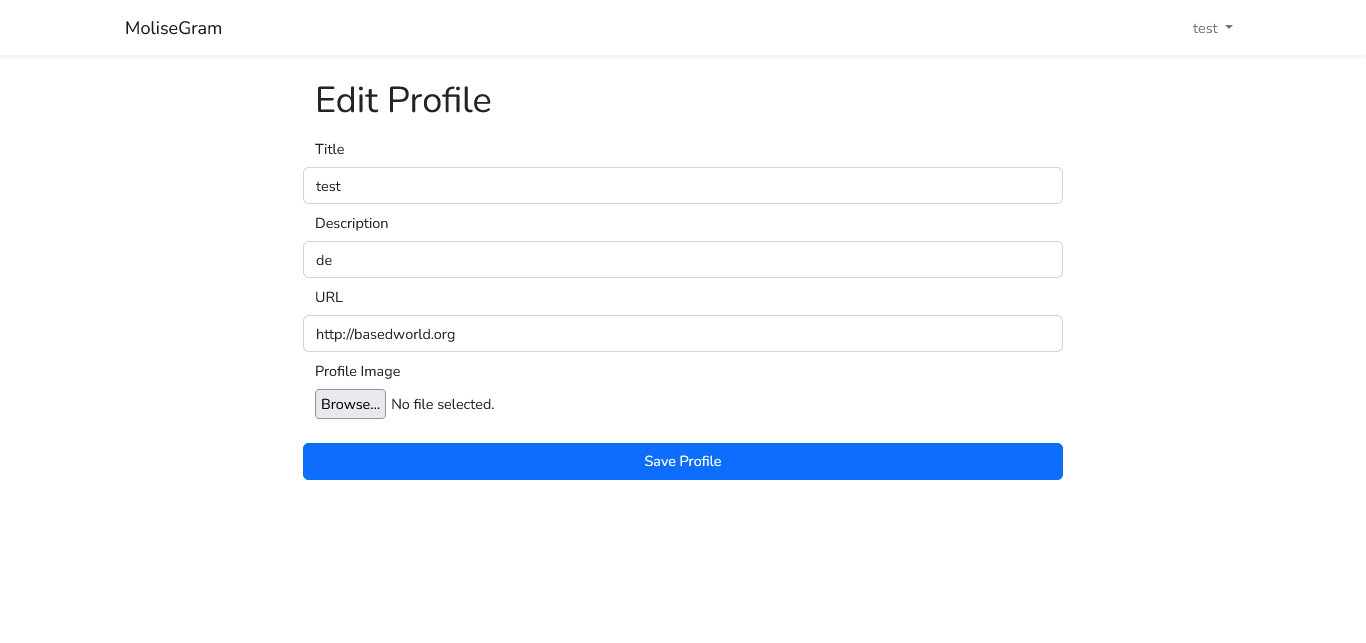 MoliseGram
test
Edit Profile
Title
test
Description
de
URL
http://basedworld.org
Profile Image
Browse... No file selected.
Save Profile